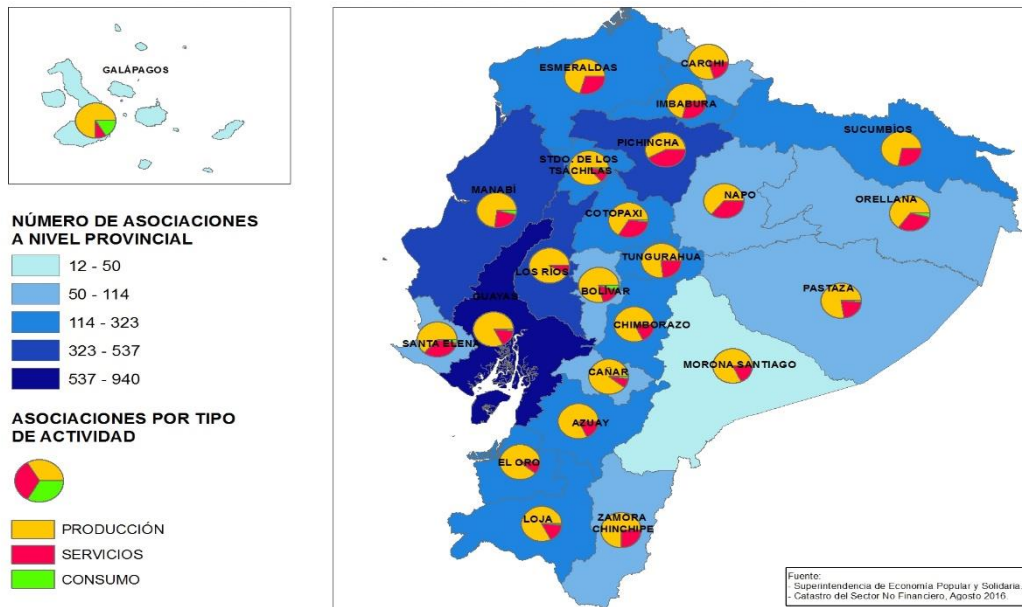 GALÁPAGOS
NÚMERO DE ASOCIACIONES
A NIVEL PROVINCIAL
12 - 50
50 - 114
114 - 323
323 - 537
537 - 940
ASOCIACIONES POR TIPO
DE ACTIVIDAD
PRODUCCIÓN
SERVICIOS
CONSUMO
ESMERALDAS
CARCHI
IMBABURA
SUCUMBÍOS
PICHINCHA
STDO. DE LOS
TSÁCHILAS
MANABÍ
NAPO
ORELLANA
COTOPAXI
TUNGURAHUA
LOS RÍOS
BOLÍVAR
PASTAZA
GUAYAS
CHIMBORAZO
SANTA ELENA
MORONA SANTIAGO
CAÑAR
AZUAY
EL ORO
LOJA
ZAMORA
CHINCHIPE
Fuente:
- Superintendencia de Economía Popular y Solidaria.
- Catastro del Sector No Financiero, Agosto 2016.